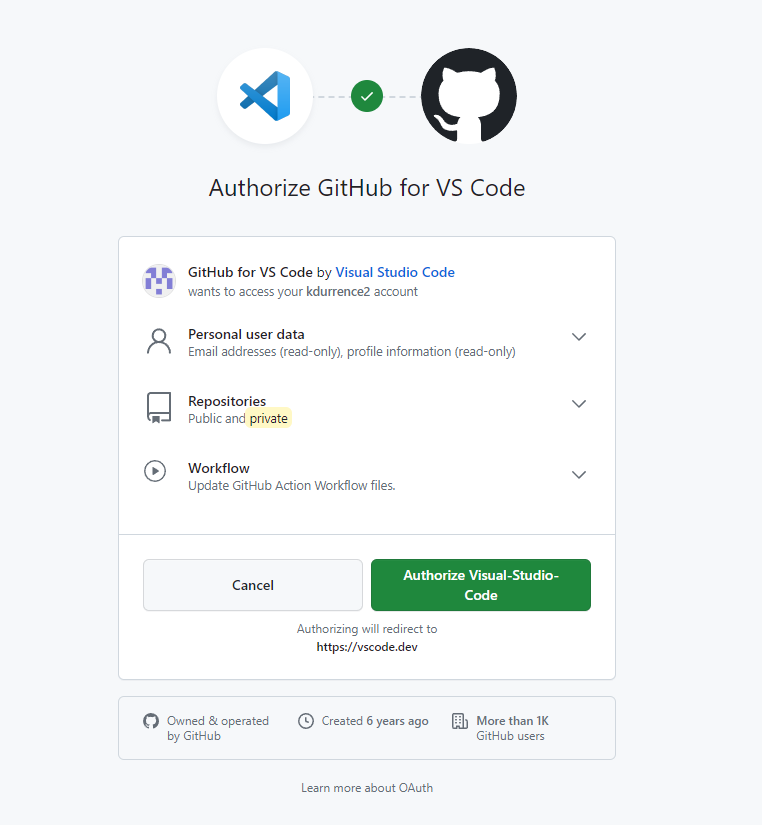 Authorize GitHub for VS Code
GitHub for VS Code by Visual Studio Code
wants to access your kdurrence2 account
Personal user data
Email addresses (read-only), profile information (read-only)
Repositories
Public and private
Workflow
Update GitHub Action Workflow files.
Cancel
Authorize Visual-Studio-
Code
Authorizing will redirect to
https://vscode.dev
Owned & operated
by GitHub
Created 6 years ago
More than 1K
GitHub users
Learn more about OAuth